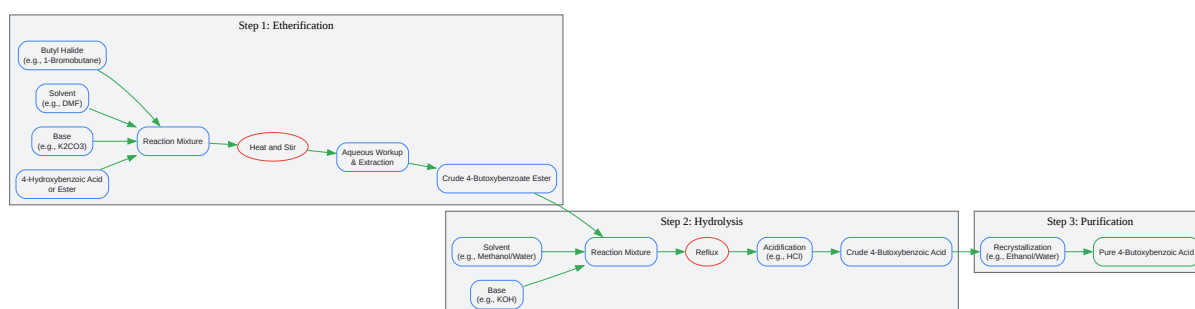 Step 1: Etherification
Butyl Halide
(e.g., 1-Bromobutane)
Solvent
(e.g., DMF)
Base
(e.g., K2CO3)
4-Hydroxybenzoic Acid
or Ester
Reaction Mixture
Heat and Stir
Aqueous Workup
& Extraction
Crude 4-Butoxybenzoate Ester
Step 2: Hydrolysis
Solvent
(e.g., Methanol/Water)
Base
(e.g., KOH)
Reaction Mixture
Reflux
Acidification
(e.g., HCl)
Crude 4-Butoxybenzoic Acid
Step 3: Purification
Recrystallization
(e.g., Ethanol/Water)
Pure 4-Butoxybenzoic Acid